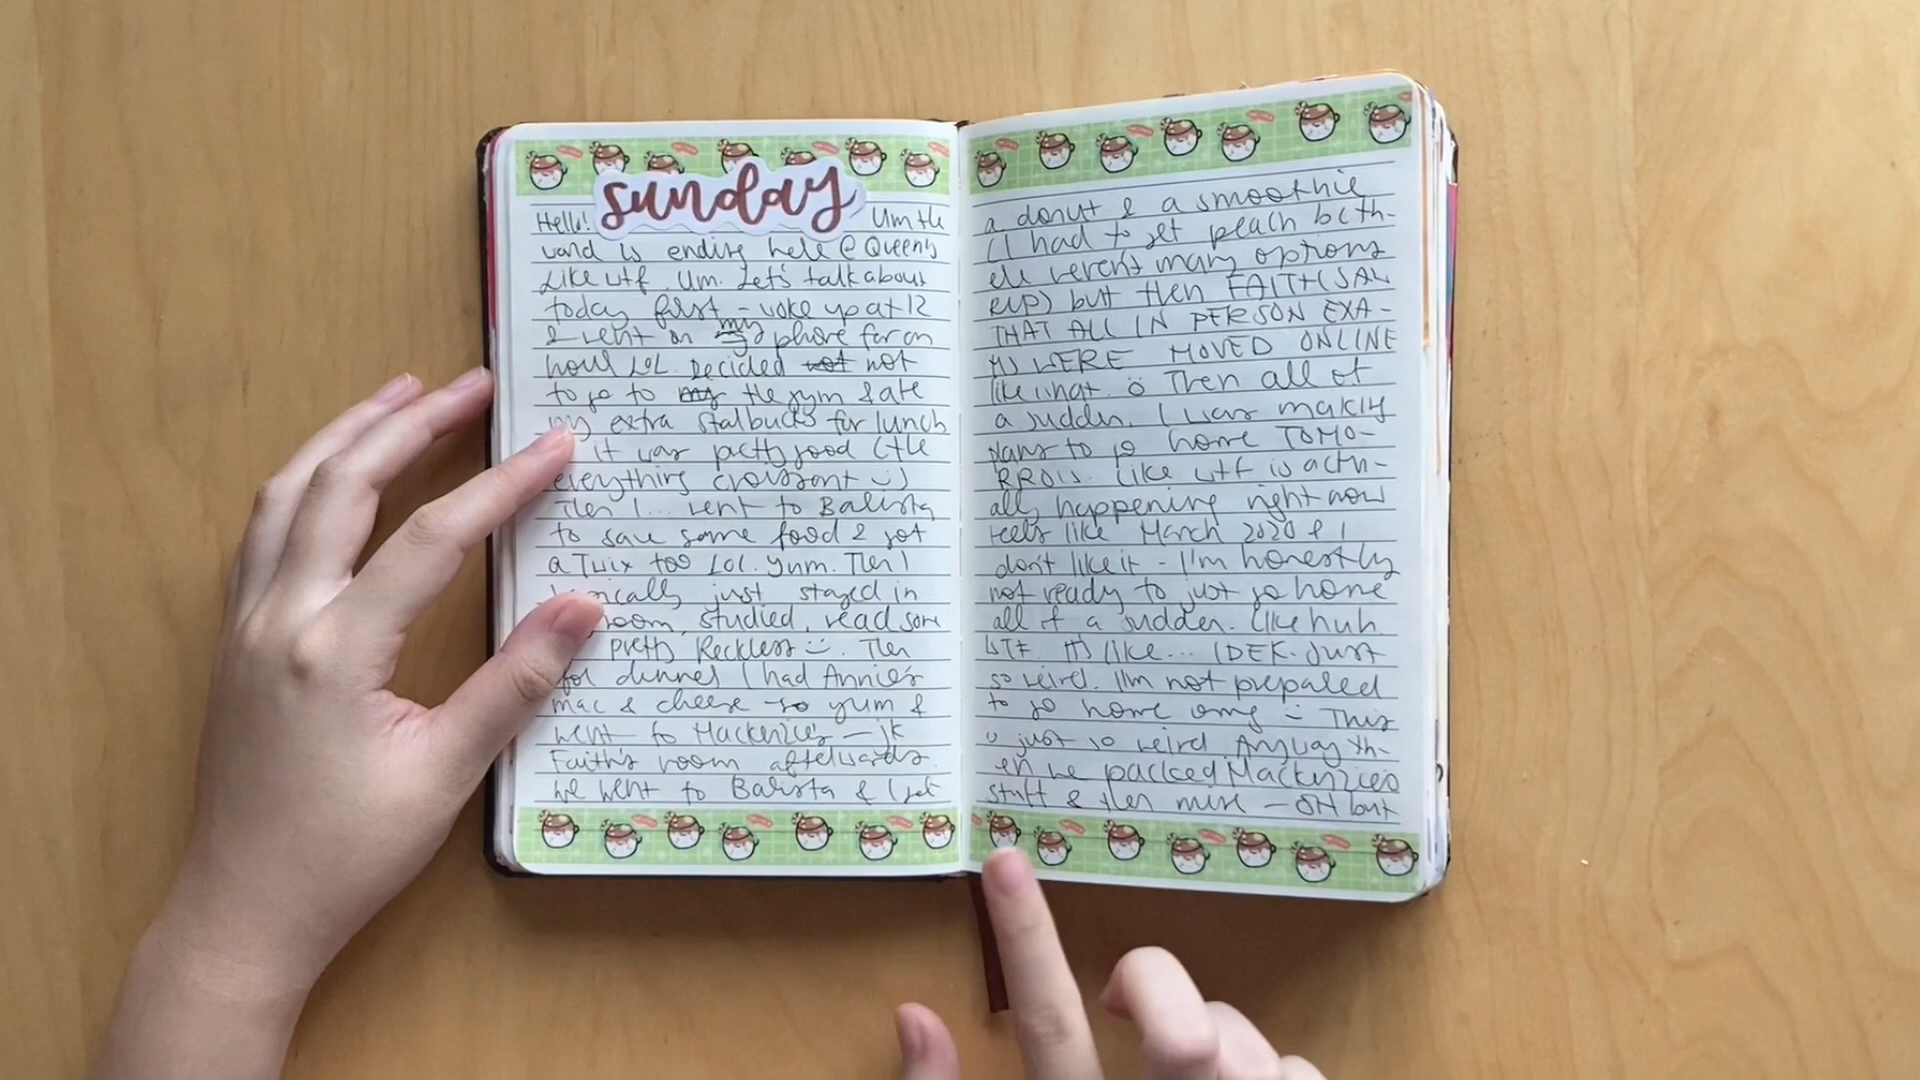 sunday
Hello! Um the
world is ending here @ Queen's
Like wtf. Um. Let's talk about
today first - woke up at 12
& went on my phone for an
hour LOL. Decided not not
to go to my the gym & ate
my extra Starbucks for lunch
it was pretty good (the
everything croissant :)
Then I... went to Balista
to save some food & got
a Twix too LOL. yum. Then I
basically just stayed in
room, studied, read some
pretty Reckless :). Then
for dinner I had Annie's
mac & cheese so yum &
went to Mackenzie's — jk
Faith's room afterwards.
We went to Balista & I got
a donut & a smoothie
(I had to get peach bc th-
ere weren't many options
but then FAITH SAW
THAT ALL IN PERSON EXA-
MS WERE MOVED ONLINE
like what. Then all of
a sudden. I was making
plans to go home TOMO-
RROW. Like wtf is actu-
ally happening right now
feels like March 2020 & I
don't like it - I'm honestly
not ready to just go home
all of a sudden. Like huh.
WTF. It's like... IDEK. Just
so weird. I'm not prepared
to go home omg :( This
is just so weird. Anyway th-
en we packed Mackenzie's
stuff & then mine — OH but